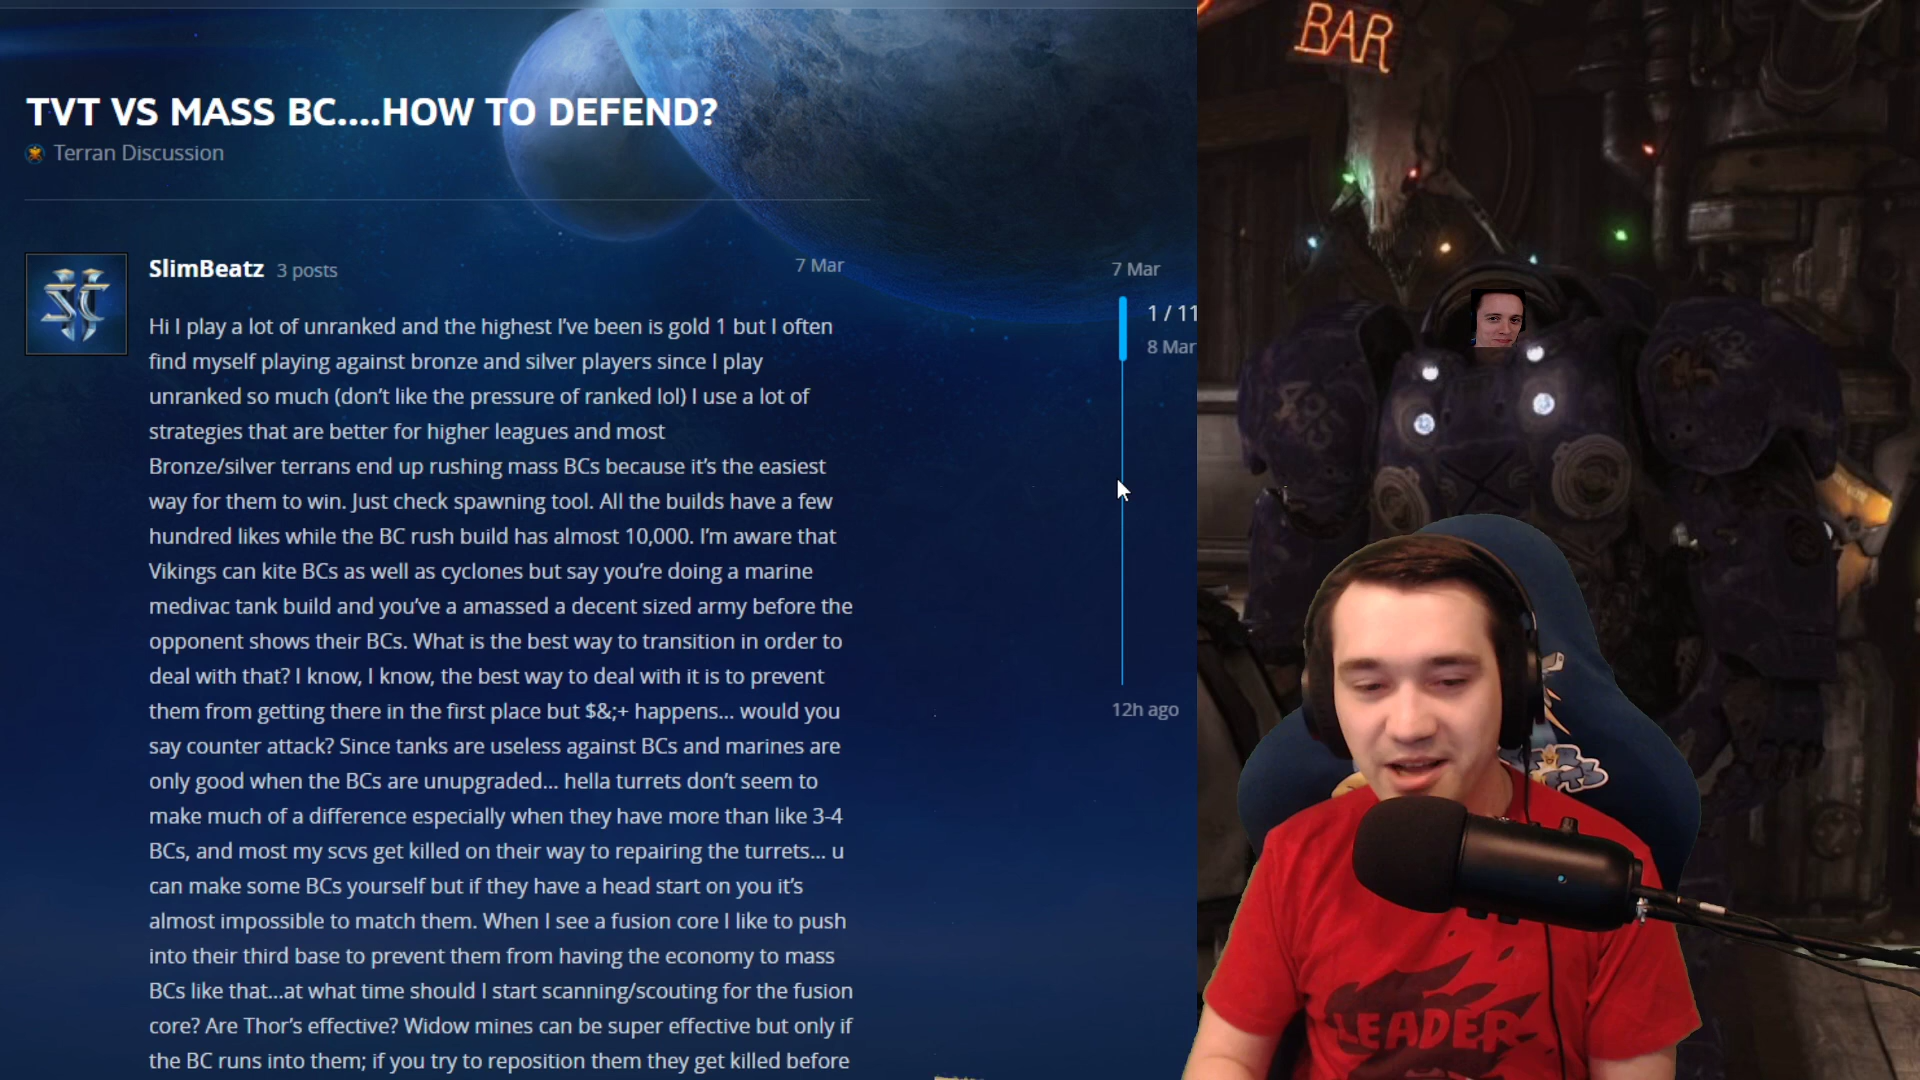 BAR
TVT VS MASS BC....HOW TO DEFEND?
Terran Discussion
SlimBeatz 3 posts
7 Mar
Hi I play a lot of unranked and the highest I've been is gold 1 but I often
find myself playing against bronze and silver players since I play
unranked so much (don't like the pressure of ranked lol) I use a lot of
strategies that are better for higher leagues and most
Bronze/silver terrans end up rushing mass BCs because it's the easiest
way for them to win. Just check spawning tool. All the builds have a few
hundred likes while the BC rush build has almost 10,000. I'm aware that
Vikings can kite BCs as well as cyclones but say you're doing a marine
medivac tank build and you've a amassed a decent sized army before the
opponent shows their BCs. What is the best way to transition in order to
deal with that? I know, I know, the best way to deal with it is to prevent
them from getting there in the first place but $&;+ happens... would you
say counter attack? Since tanks are useless against BCs and marines are
only good when the BCs are unupgraded... hella turrets don't seem to
make much of a difference especially when they have more than like 3-4
BCs, and most my scvs get killed on their way to repairing the turrets... u
can make some BCs yourself but if they have a head start on you it's
almost impossible to match them. When I see a fusion core I like to push
into their third base to prevent them from having the economy to mass
BCs like that...at what time should I start scanning/scouting for the fusion
core? Are Thor's effective? Widow mines can be super effective but only if
the BC runs into them; if you try to reposition them they get killed before
7 Mar
1 / 11
8 Mar
12h ago
LEADER